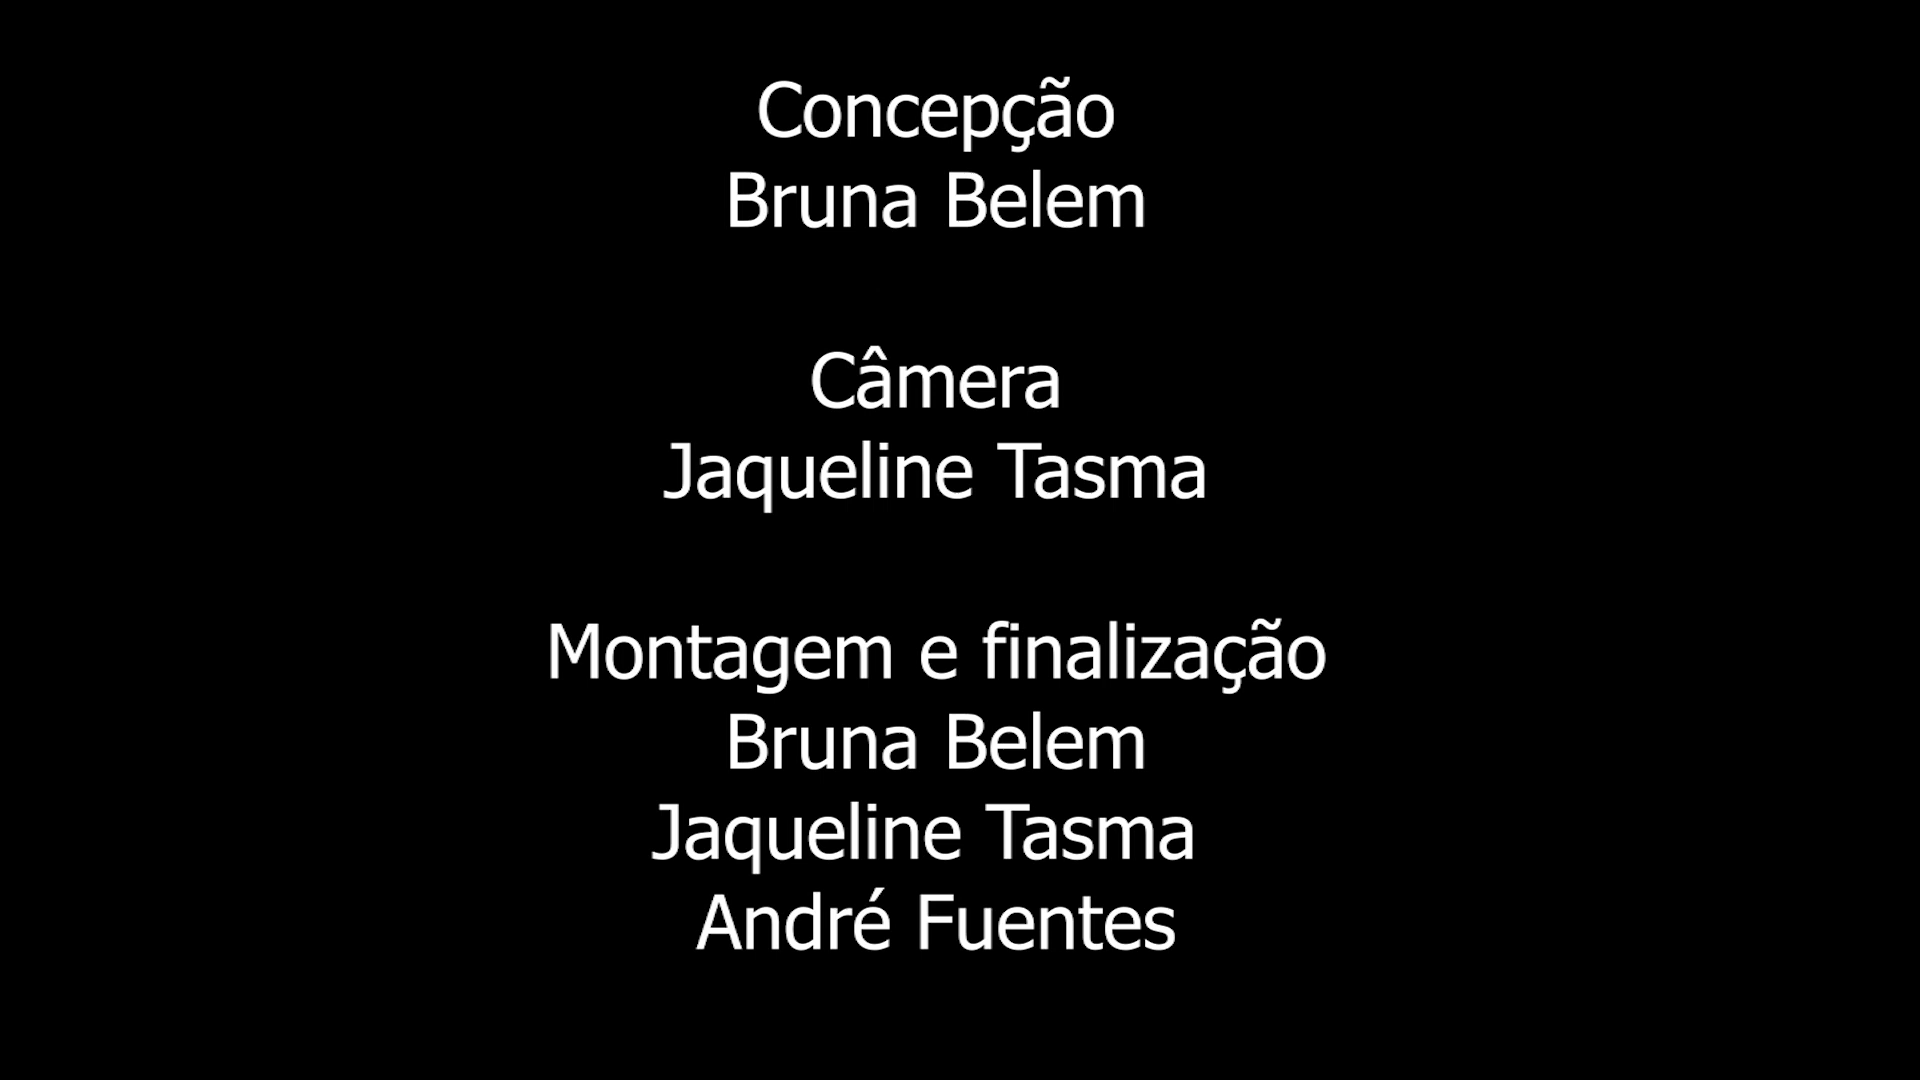 Concepção
Bruna Belem
Câmera
Jaqueline Tasma
Montagem e finalização
Bruna Belem
Jaqueline Tasma
André Fuentes